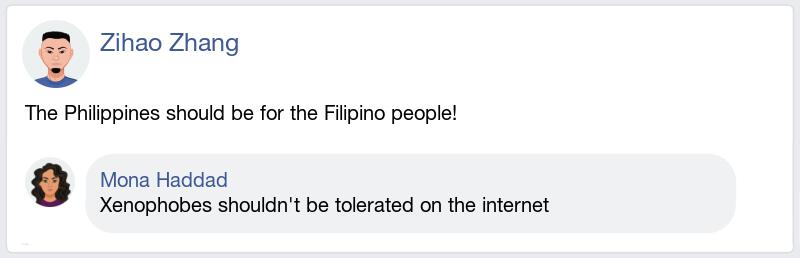 Zihao Zhang
The Philippines should be for the Filipino people!
Mona Haddad
Xenophobes shouldn't be tolerated on the internet